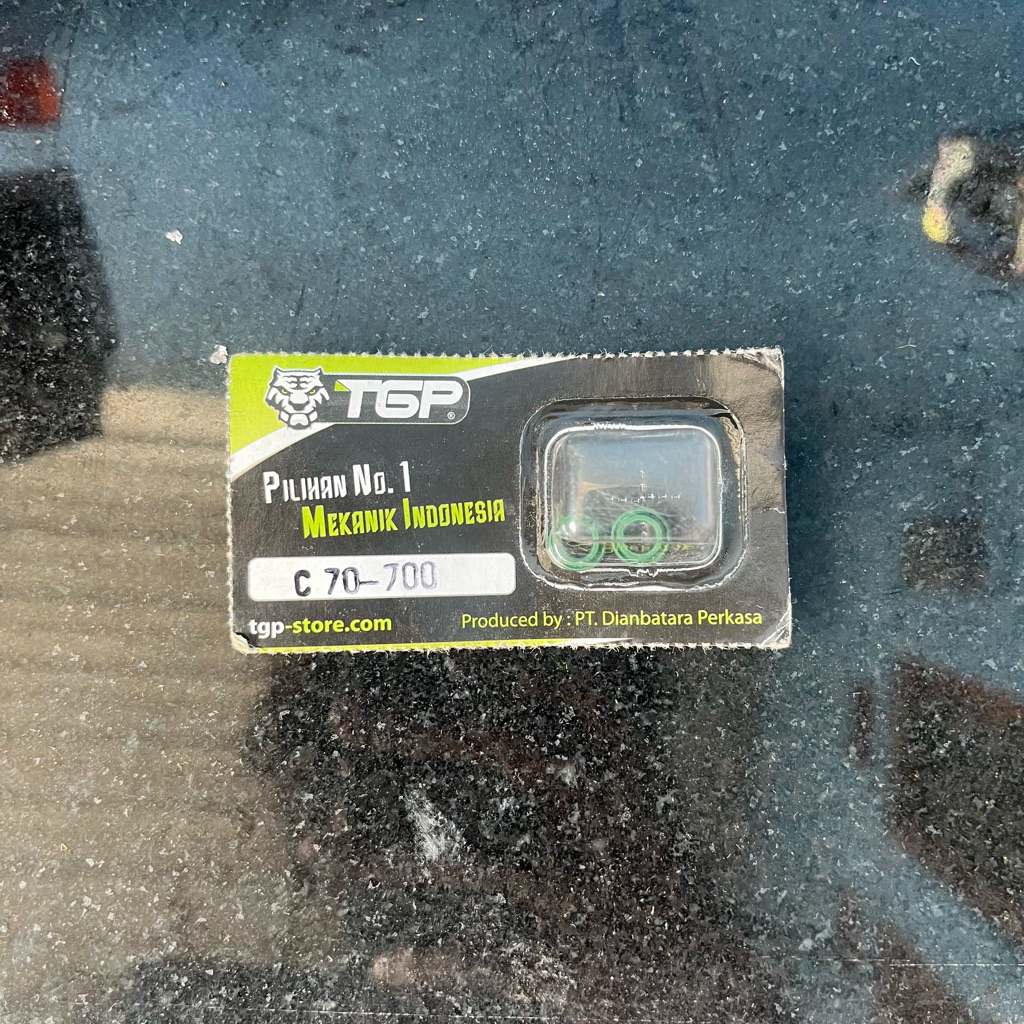 TGP®
PILIHAN NO. 1
MEKANIK INDONESIA
C 70-700
tgp-store.com
Produced by : PT. Dianbatara Perkasa